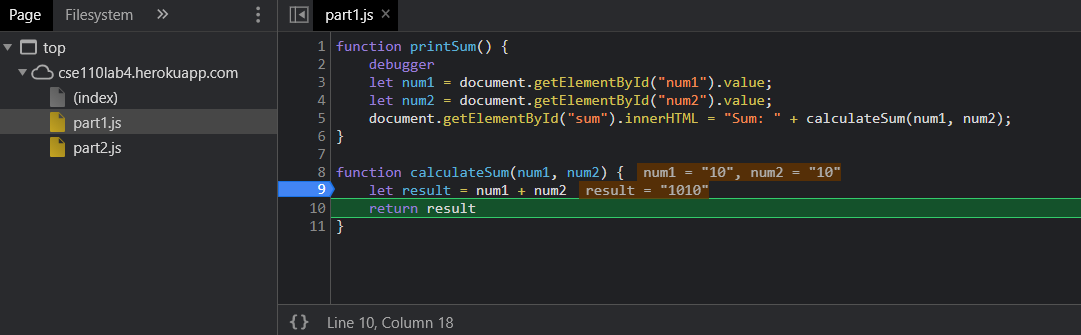 Page Filesystem »
top
cse110lab4.herokuapp.com
(index)
part1.js
part2.js
part1.js ×
1 function printSum() {
2     debugger
3     let num1 = document.getElementById("num1").value;
4     let num2 = document.getElementById("num2").value;
5     document.getElementById("sum").innerHTML = "Sum: " + calculateSum(num1, num2);
6 }
7
8 function calculateSum(num1, num2) { num1 = "10", num2 = "10"
9     let result = num1 + num2 result = "1010"
10     return result
11 }
{} Line 10, Column 18